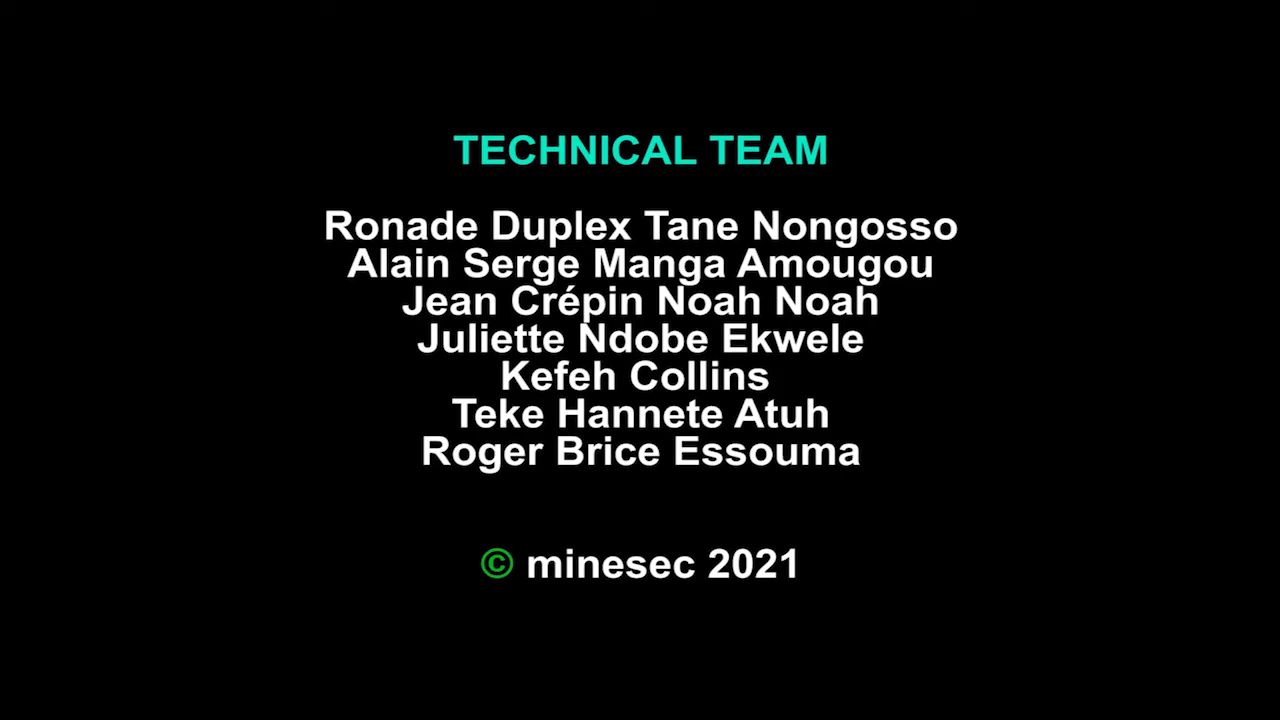 TECHNICAL TEAM
Ronade Duplex Tane Nongosso
Alain Serge Manga Amougou
Jean Crépin Noah Noah
Juliette Ndobe Ekwele
Kefeh Collins
Teke Hannete Atuh
Roger Brice Essouma
© minesec 2021